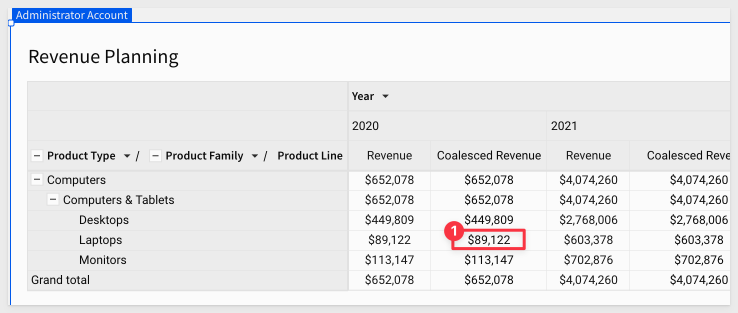 Administrator Account
Revenue Planning
Year
2020 2021
Product Type / Product Family / Product Line Revenue Coalesced Revenue Revenue Coalesced Reve
Computers $652,078 $652,078 $4,074,260 $4,074,260
Computers & Tablets $652,078 $652,078 $4,074,260 $4,074,260
Desktops $449,809 $449,809 $2,768,006 $2,768,006
Laptops $89,122 1 $89,122 $603,378 $603,378
Monitors $113,147 $113,147 $702,876 $702,876
Grand total $652,078 $652,078 $4,074,260 $4,074,260